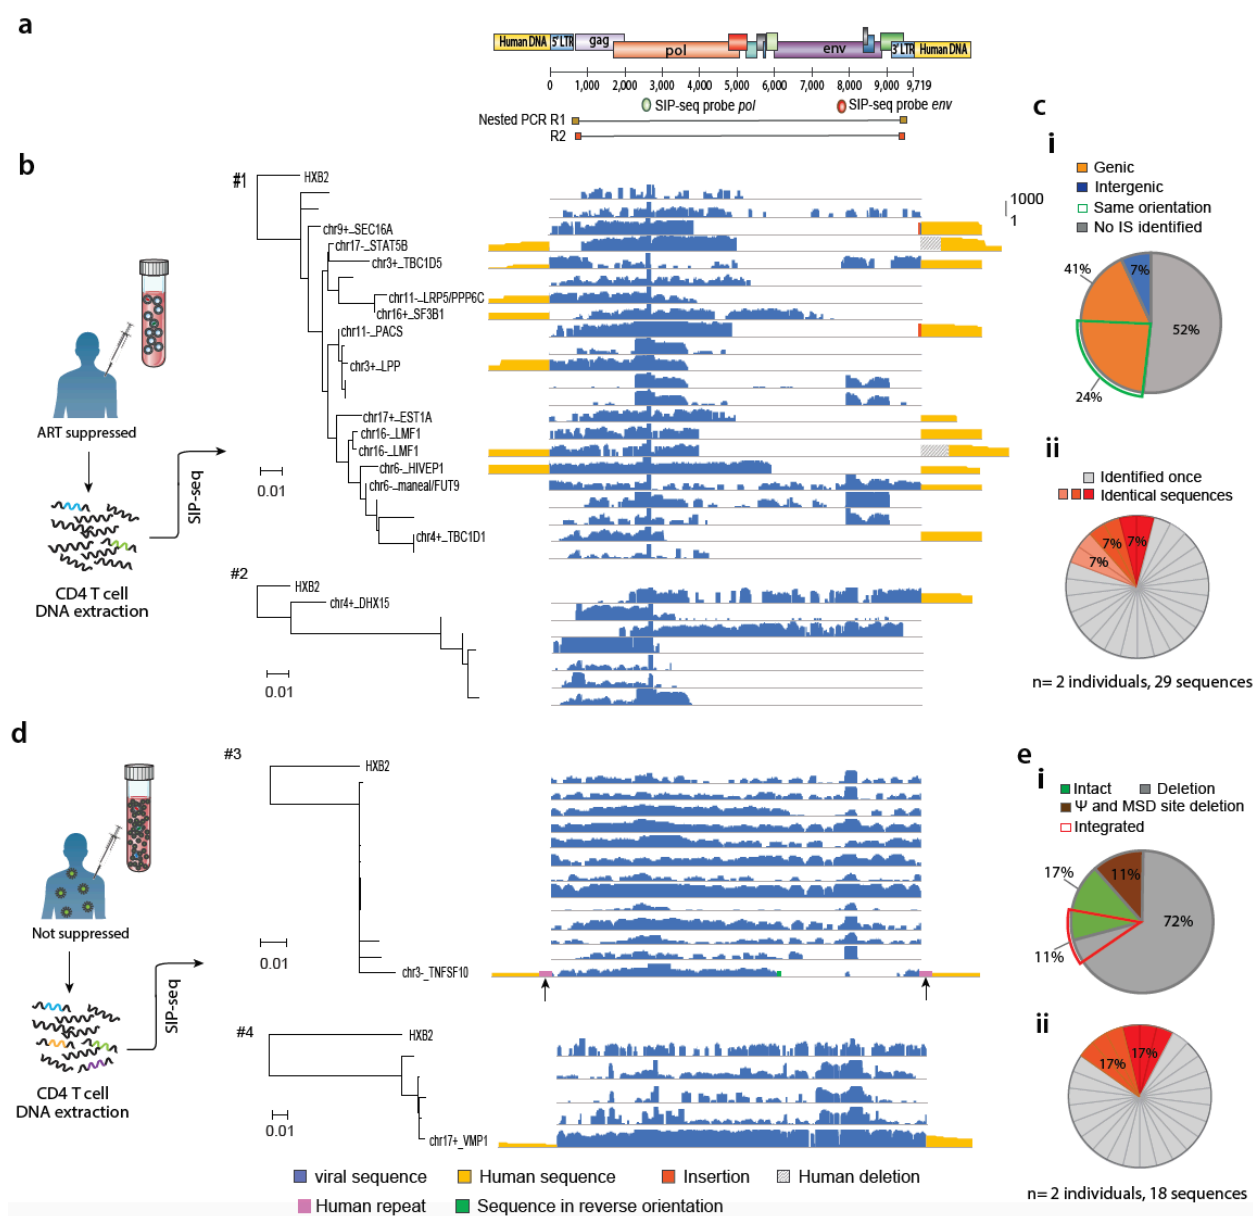 a
Human DNA 5' LTR gag pol env 3' LTR Human DNA
0 1,000 2,000 3,000 4,000 5,000 6,000 7,000 8,000 9,000 9,719
SIP-seq probe pol SIP-seq probe env
Nested PCR R1
R2
b
#1
HXB2
chr9+_SEC16A
chr17-_STAT5B
chr3+_TBC1D5
chr11-_LRP5/PPP6C
chr16+_SF3B1
chr11-_PACS
chr3+_LPP
chr17+_EST1A
chr16-_LMF1
chr16-_LMF1
chr6-_HIVEP1
chr6-_maneal/FUT9
chr4+_TBC1D1
0.01
1000
1
ART suppressed
SIP-seq
CD4 T cell
DNA extraction
#2
HXB2
chr4+_DHX15
0.01
c
i
Genic
Intergenic
Same orientation
No IS identified
41%
7%
52%
24%
ii
Identified once
Identical sequences
7%
7%
7%
n= 2 individuals, 29 sequences
d
#3
HXB2
chr3-_TNFSF10
0.01
Not suppressed
SIP-seq
CD4 T cell
DNA extraction
#4
HXB2
chr17+_VMP1
0.01
e
i
Intact Deletion
Ψ and MSD site deletion
Integrated
17%
11%
72%
11%
ii
17%
17%
n= 2 individuals, 18 sequences
viral sequence Human sequence Insertion Human deletion
Human repeat Sequence in reverse orientation